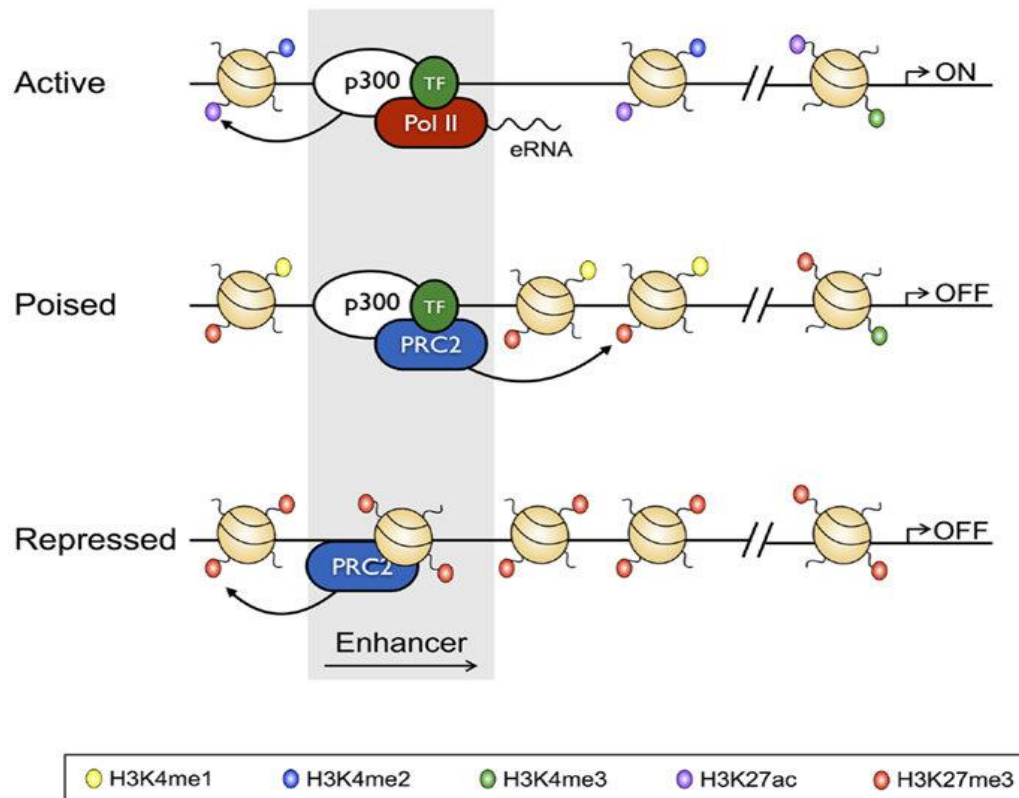 Active
p300
TF
Pol II
eRNA
ON
Poised
p300
TF
PRC2
OFF
Repressed
PRC2
OFF
Enhancer
H3K4me1 H3K4me2 H3K4me3 H3K27ac H3K27me3